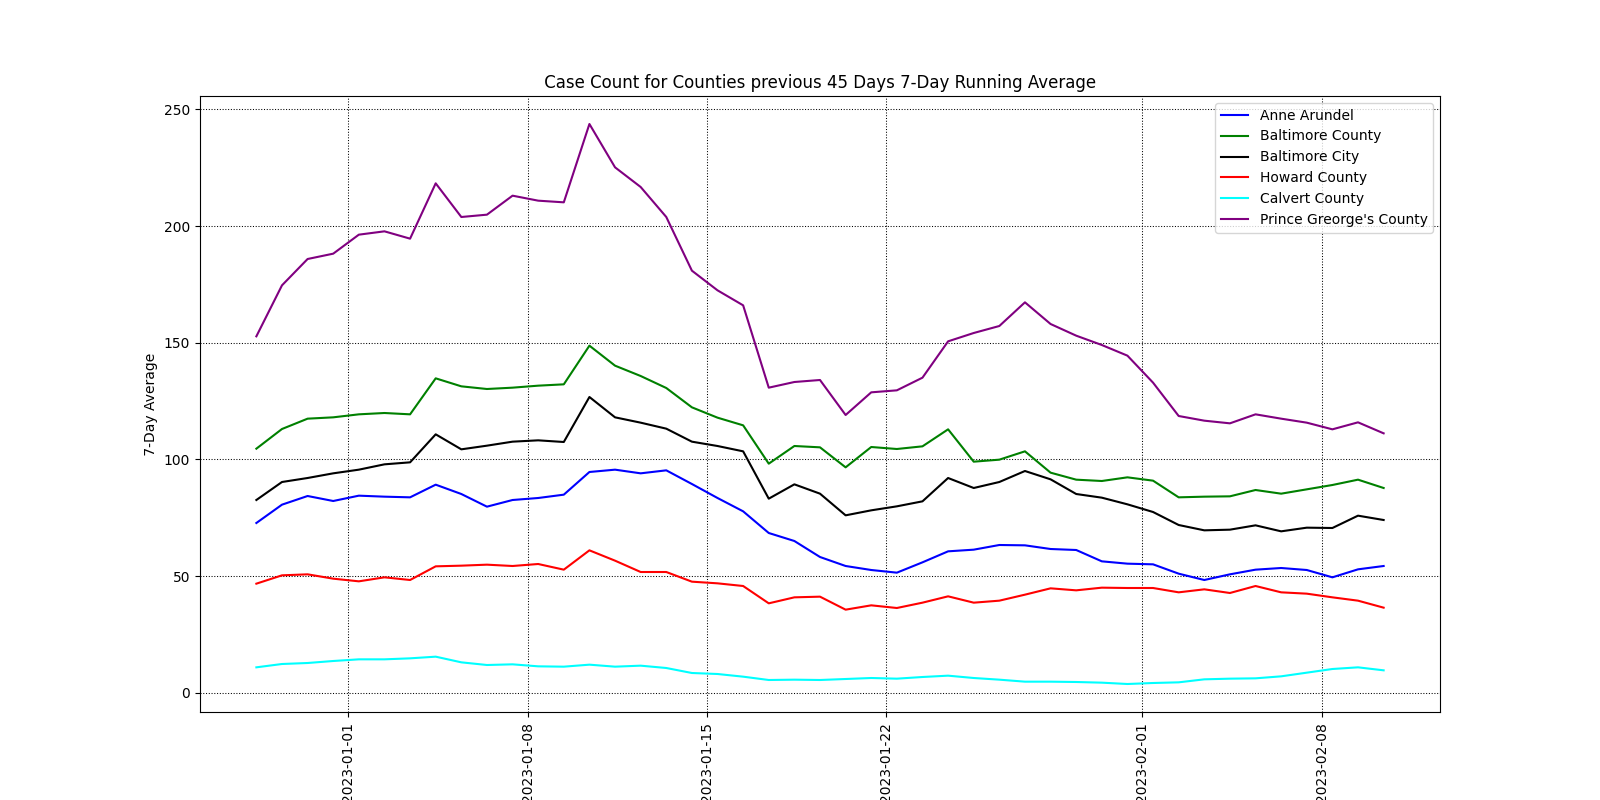 Case Count for Counties previous 45 Days 7-Day Running Average
250
200
150
100
50
0
7-Day Average
Anne Arundel
Baltimore County
Baltimore City
Howard County
Calvert County
Prince Greorge's County
2023-01-01
2023-01-08
2023-01-15
2023-01-22
2023-02-01
2023-02-08